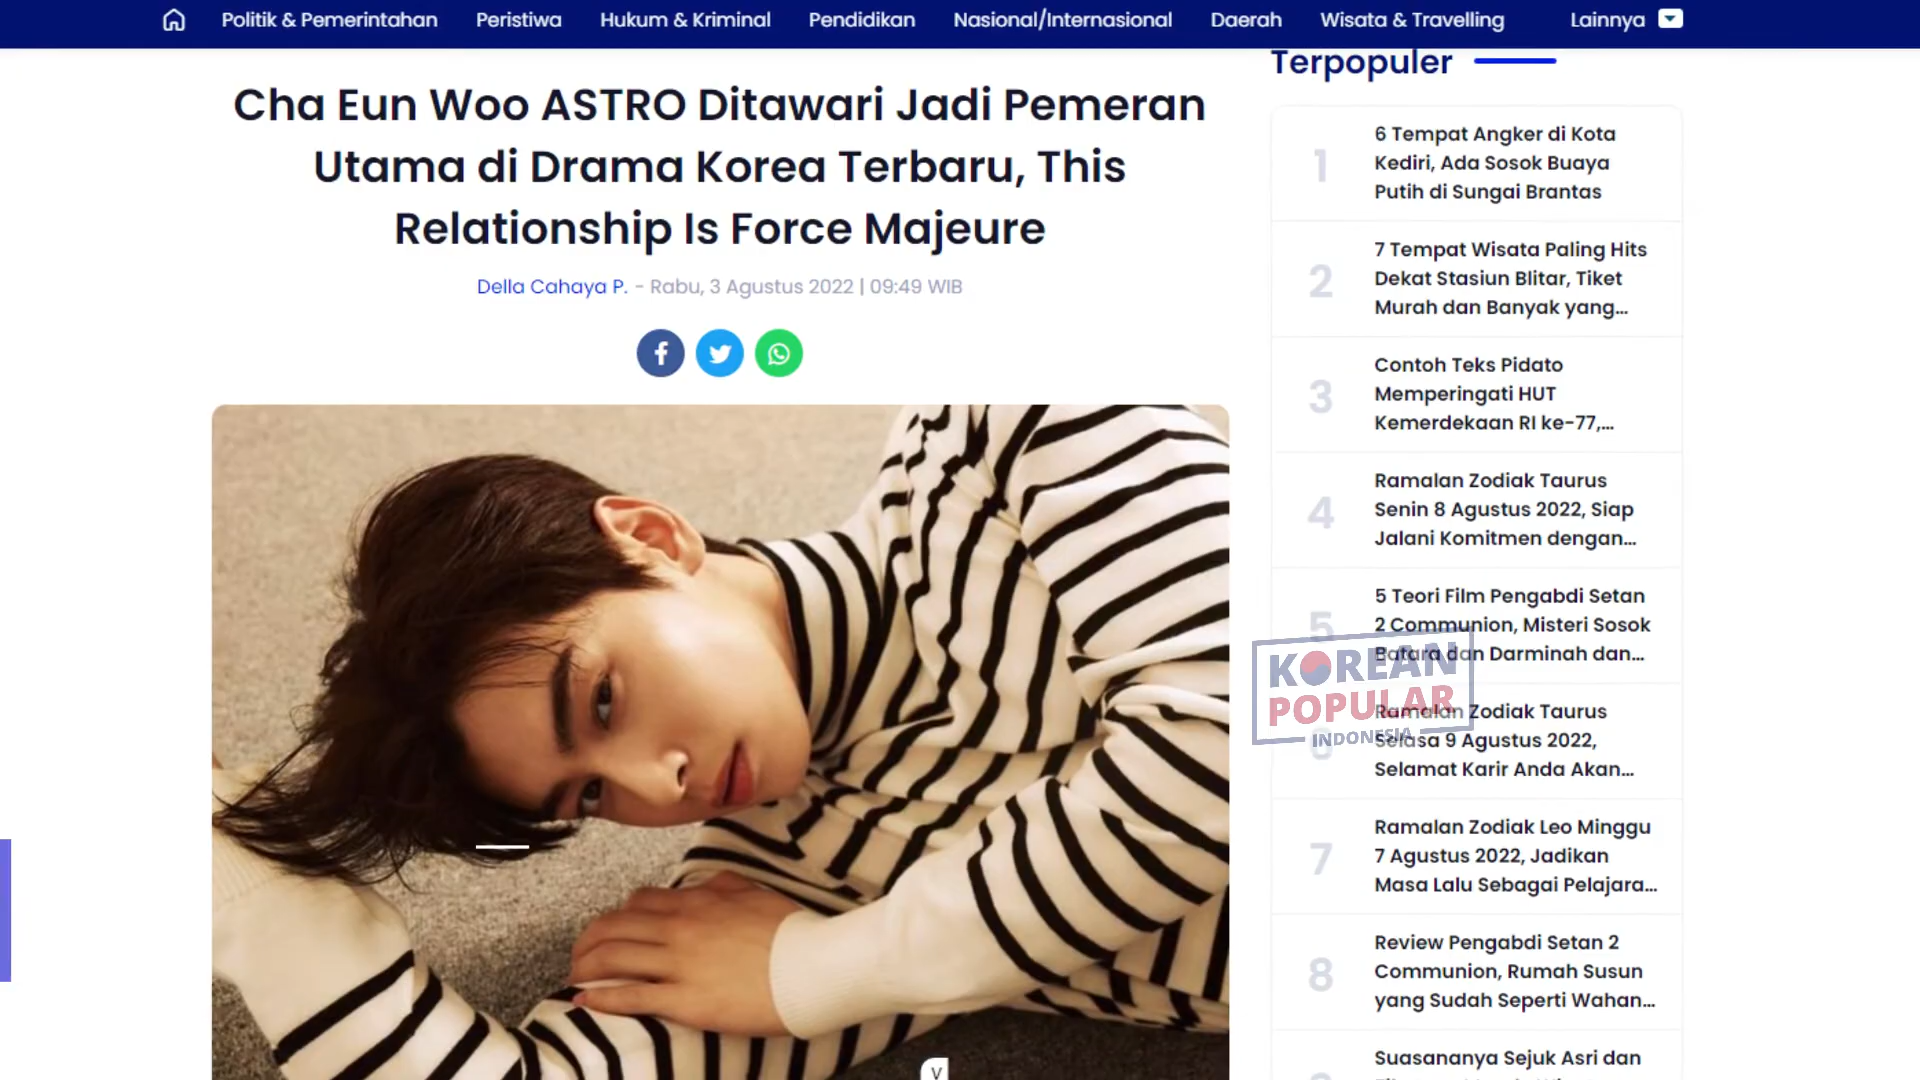 Politik & Pemerintahan Peristiwa Hukum & Kriminal Pendidikan Nasional/Internasional Daerah Wisata & Travelling Lainnya
Cha Eun Woo ASTRO Ditawari Jadi Pemeran
Utama di Drama Korea Terbaru, This
Relationship Is Force Majeure
Della Cahaya P. - Rabu, 3 Agustus 2022 | 09:49 WIB
V
Terpopuler
1
6 Tempat Angker di Kota
Kediri, Ada Sosok Buaya
Putih di Sungai Brantas
2
7 Tempat Wisata Paling Hits
Dekat Stasiun Blitar, Tiket
Murah dan Banyak yang...
3
Contoh Teks Pidato
Memperingati HUT
Kemerdekaan RI ke-77,...
4
Ramalan Zodiak Taurus
Senin 8 Agustus 2022, Siap
Jalani Komitmen dengan...
5
5 Teori Film Pengabdi Setan
2 Communion, Misteri Sosok
Batara dan Darminah dan...
6
Ramalan Zodiak Taurus
Selasa 9 Agustus 2022,
Selamat Karir Anda Akan...
7
Ramalan Zodiak Leo Minggu
7 Agustus 2022, Jadikan
Masa Lalu Sebagai Pelajara...
8
Review Pengabdi Setan 2
Communion, Rumah Susun
yang Sudah Seperti Wahan...
Suasananya Sejuk Asri dan
KOREAN
POPULAR
INDONESIA